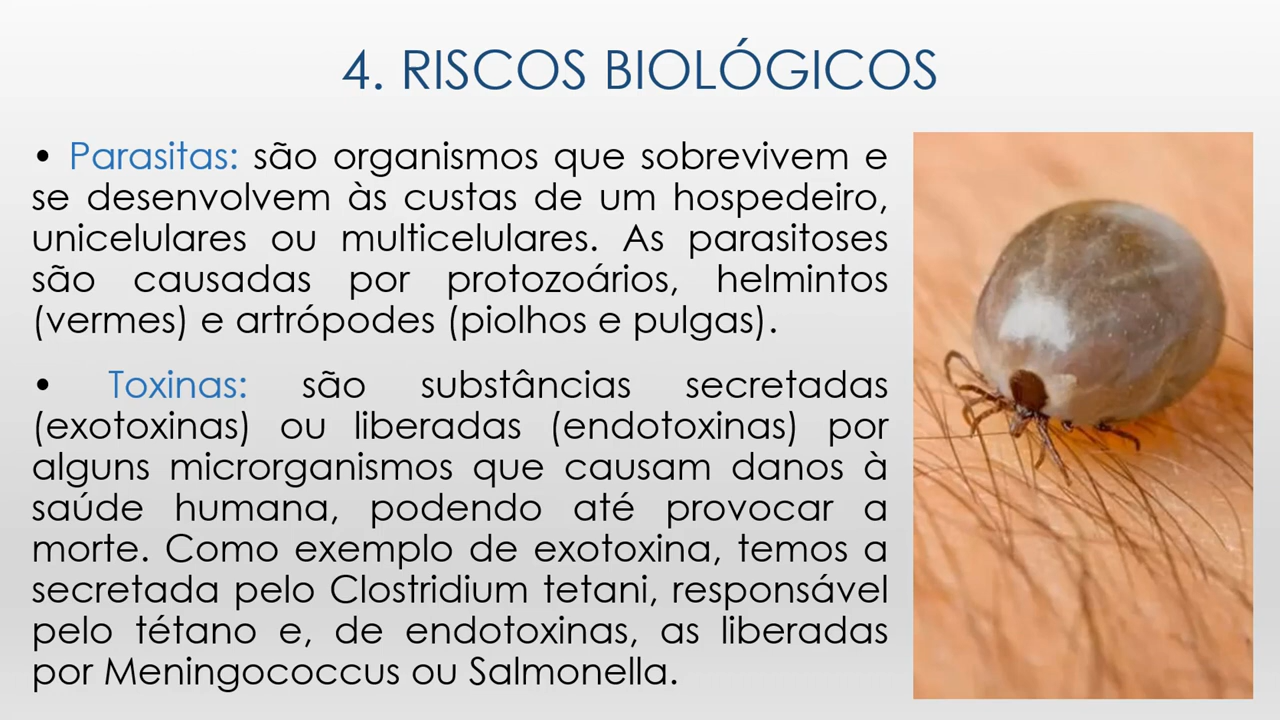 4. RISCOS BIOLÓGICOS
• Parasitas: são organismos que sobrevivem e
se desenvolvem às custas de um hospedeiro,
unicelulares ou multicelulares. As parasitoses
são causadas por protozoários, helmintos
(vermes) e artrópodes (piolhos e pulgas).
• Toxinas: são substâncias secretadas
(exotoxinas) ou liberadas (endotoxinas) por
alguns microrganismos que causam danos à
saúde humana, podendo até provocar a
morte. Como exemplo de exotoxina, temos a
secretada pelo Clostridium tetani, responsável
pelo tétano e, de endotoxinas, as liberadas
por Meningococcus ou Salmonella.